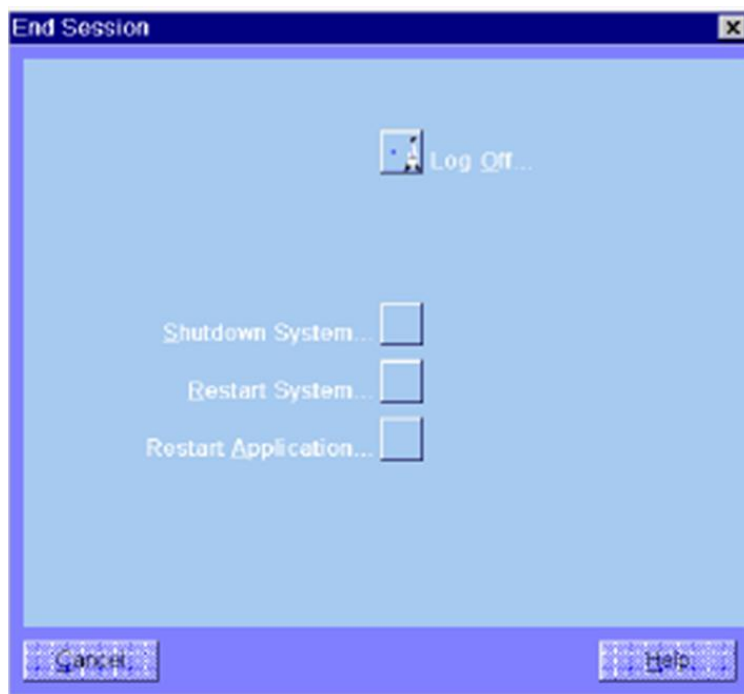 End Session
Log Off...
Shutdown System...
Restart System...
Restart Application...
Cancel
Help